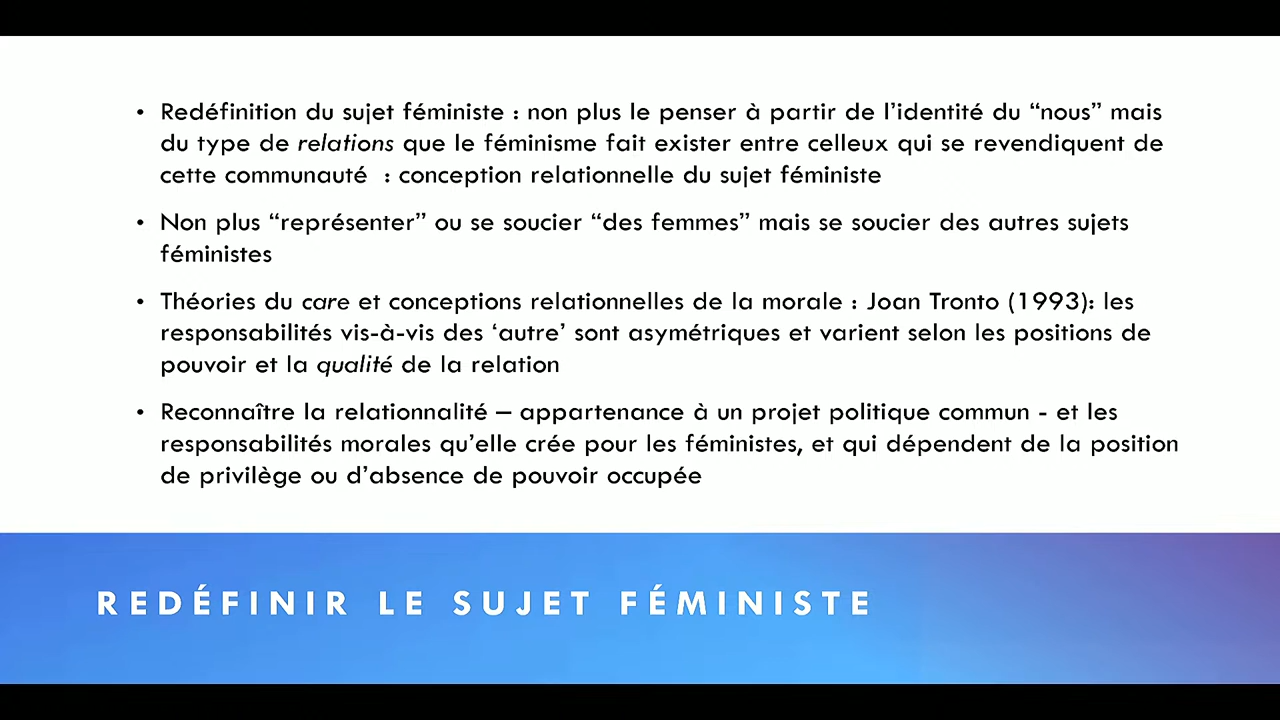 • Redéfinition du sujet féministe : non plus le penser à partir de l’identité du “nous” mais
du type de relations que le féminisme fait exister entre celleux qui se revendiquent de
cette communauté  : conception relationnelle du sujet féministe
• Non plus “représenter” ou se soucier “des femmes” mais se soucier des autres sujets
féministes
• Théories du care et conceptions relationnelles de la morale : Joan Tronto (1993): les
responsabilités vis-à-vis des ‘autre’ sont asymétriques et varient selon les positions de
pouvoir et la qualité de la relation
• Reconnaître la relationnalité – appartenance à un projet politique commun - et les
responsabilités morales qu’elle crée pour les féministes, et qui dépendent de la position
de privilège ou d’absence de pouvoir occupée
REDÉFINIR LE SUJET FÉMINISTE